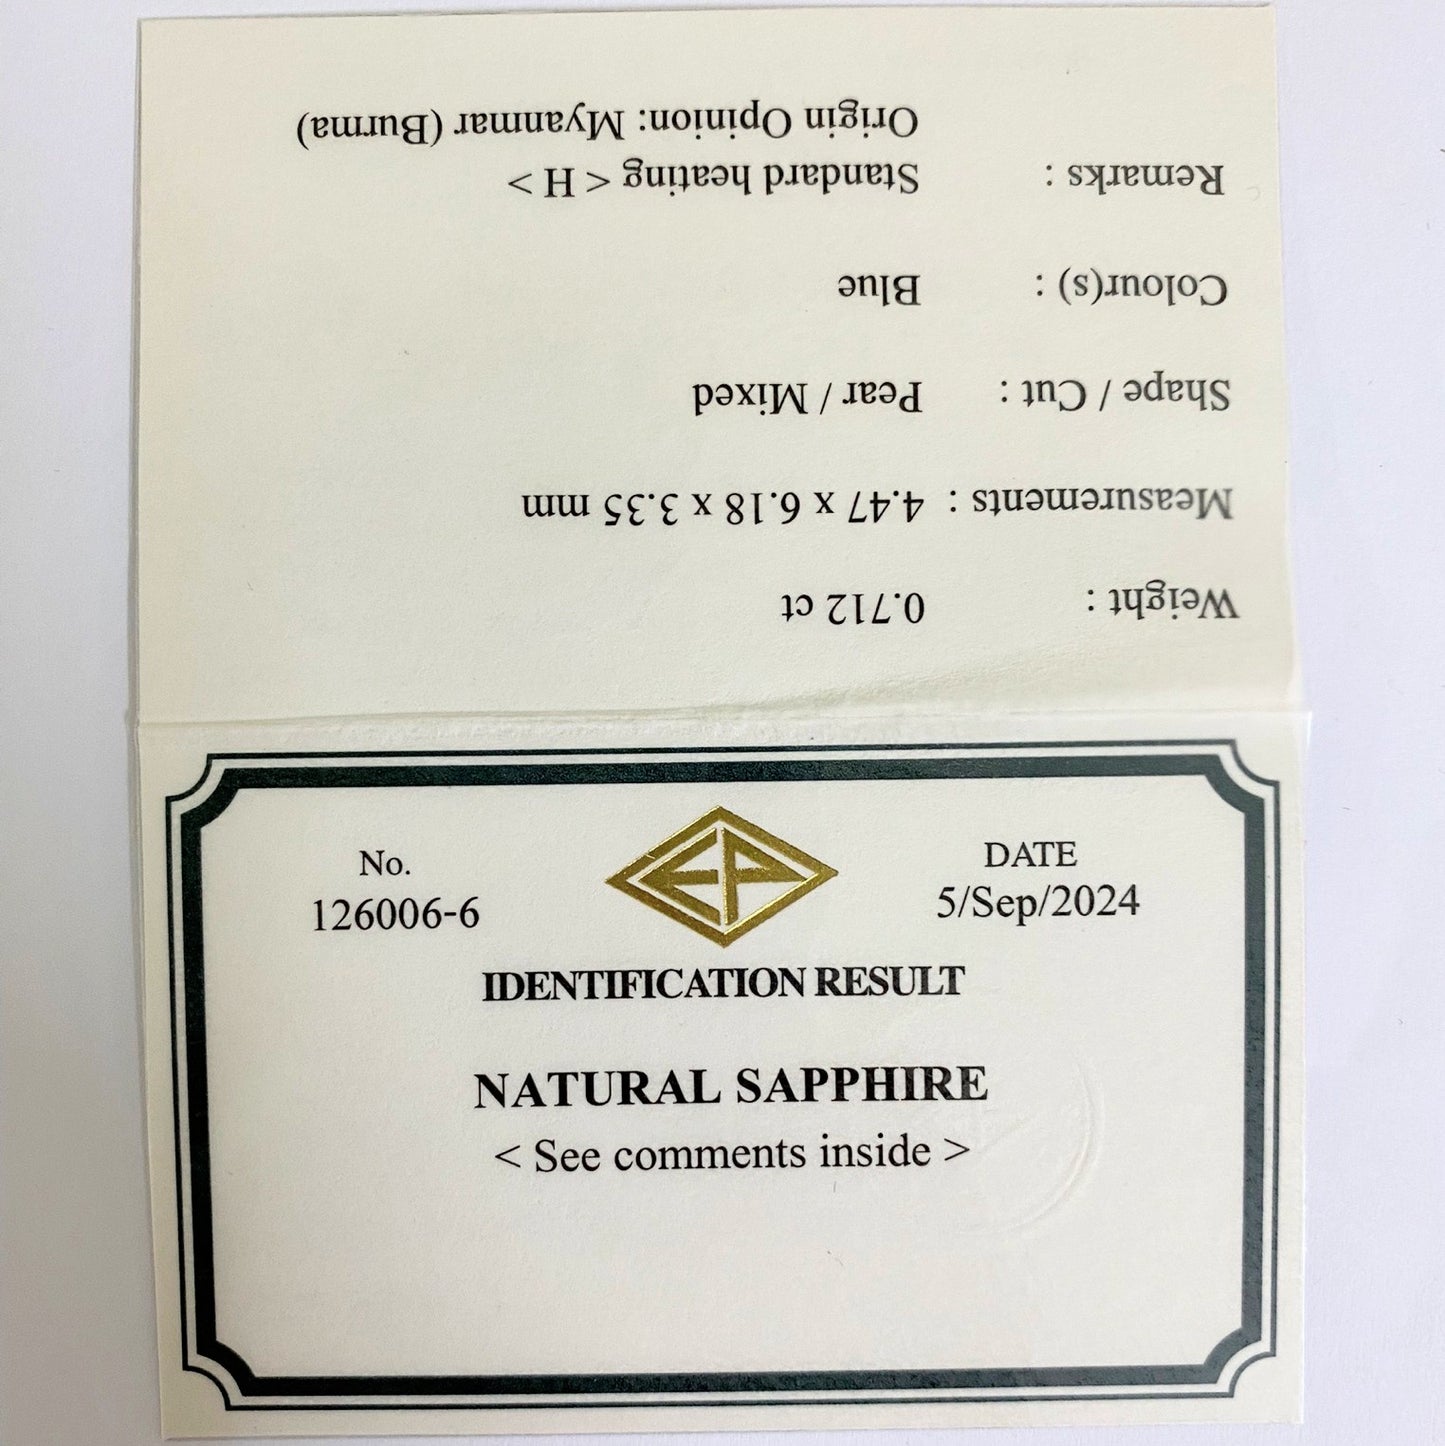 No.
126006-6
EP
DATE
5/Sep/2024
IDENTIFICATION RESULT
NATURAL SAPPHIRE
< See comments inside >
Weight : 0.712 ct
Measurements : 4.47 x 6.18 x 3.35 mm
Shape / Cut : Pear / Mixed
Colour(s) : Blue
Remarks : Standard heating < H >
Origin Opinion: Myanmar (Burma)